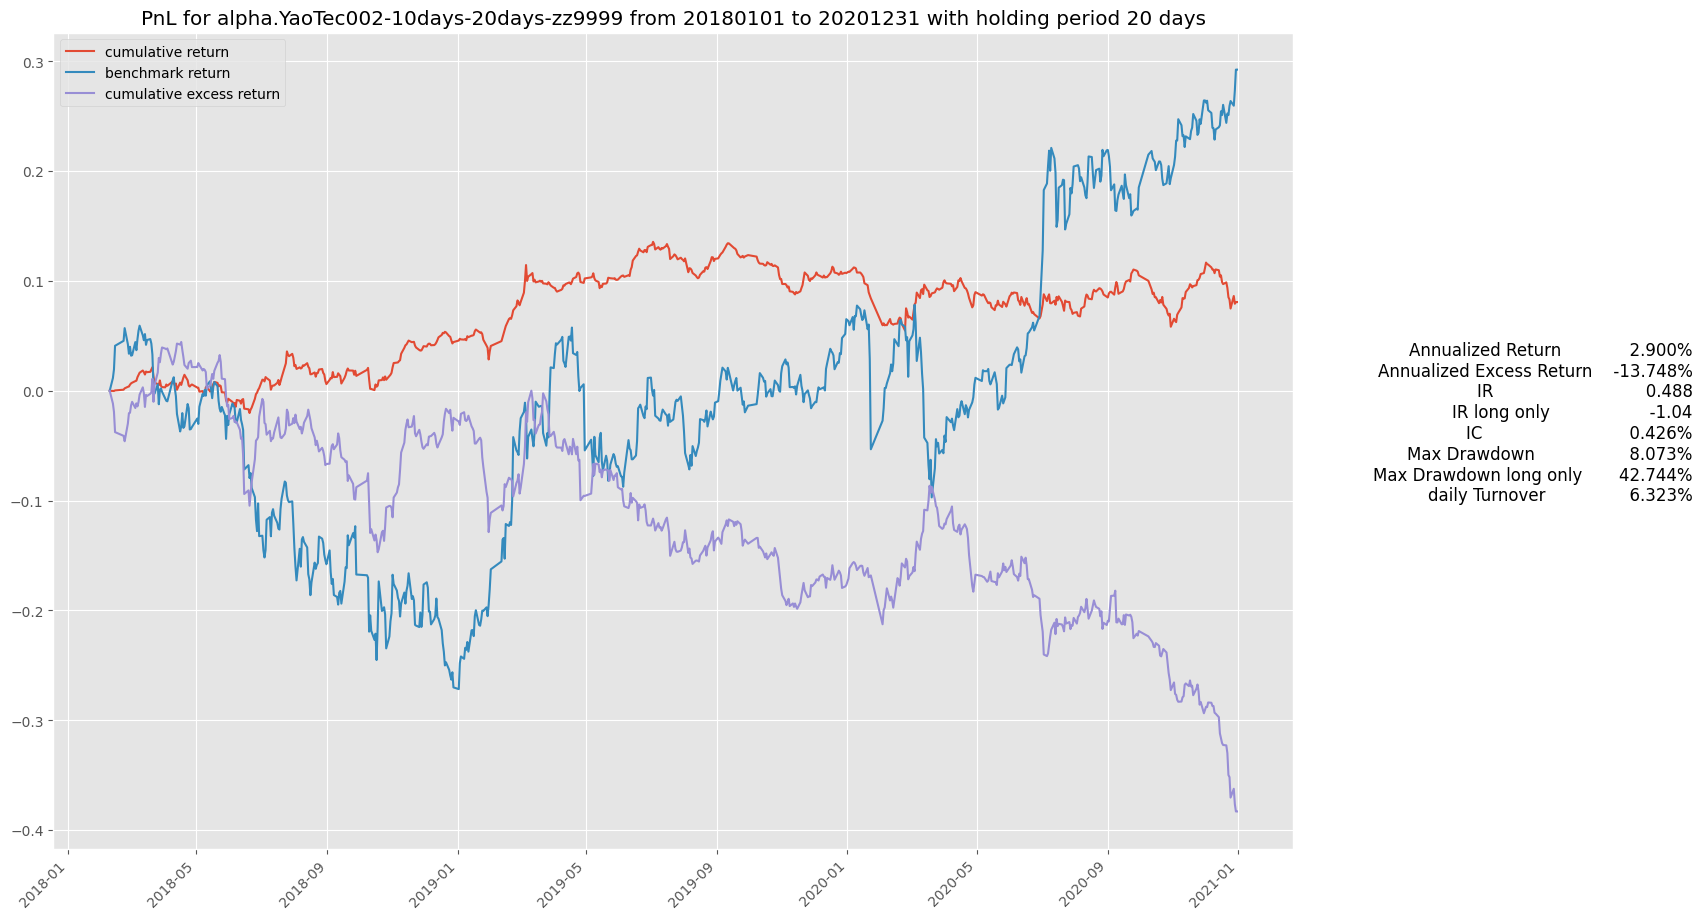 PnL for alpha.YaoTec002-10days-20days-zz9999 from 20180101 to 20201231 with holding period 20 days
cumulative return
benchmark return
cumulative excess return
0.3
0.2
0.1
0.0
−0.1
−0.2
−0.3
−0.4
2018-01
2018-05
2018-09
2019-01
2019-05
2019-09
2020-01
2020-05
2020-09
2021-01
Annualized Return 2.900%
Annualized Excess Return -13.748%
IR 0.488
IR long only -1.04
IC 0.426%
Max Drawdown 8.073%
Max Drawdown long only 42.744%
daily Turnover 6.323%